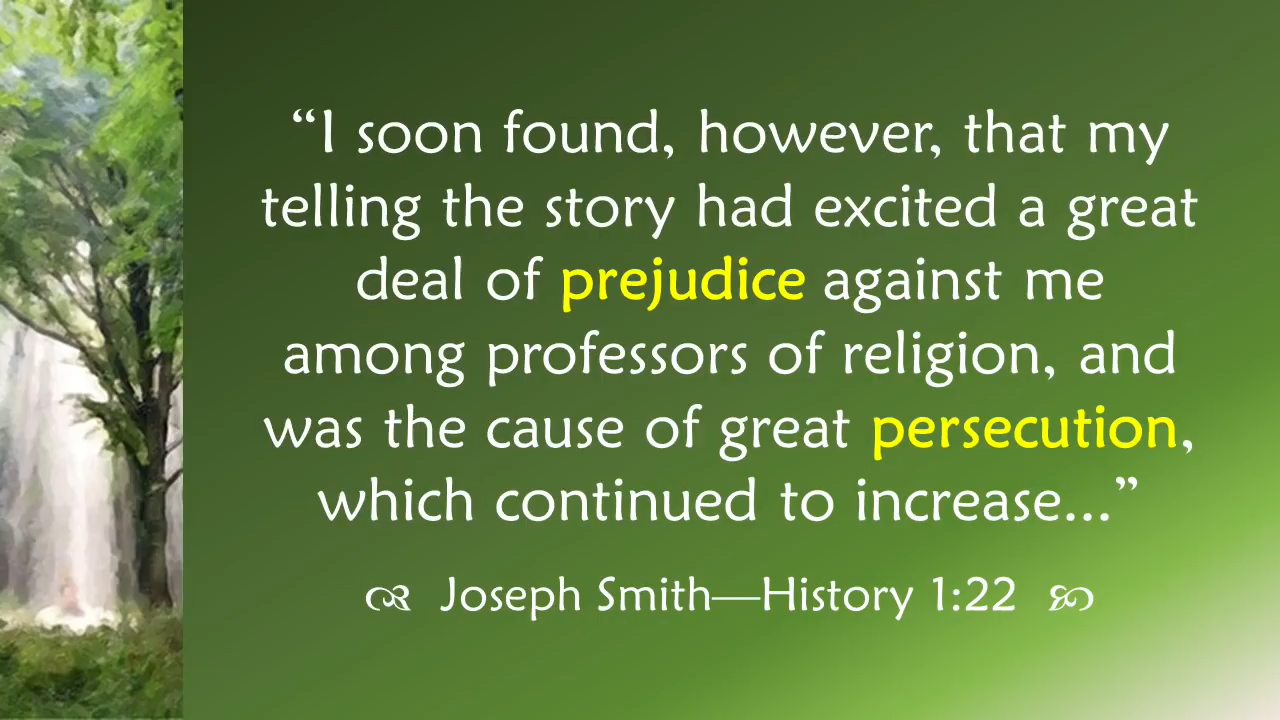 “I soon found, however, that my
telling the story had excited a great
deal of prejudice against me
among professors of religion, and
was the cause of great persecution,
which continued to increase...”
Joseph Smith—History 1:22